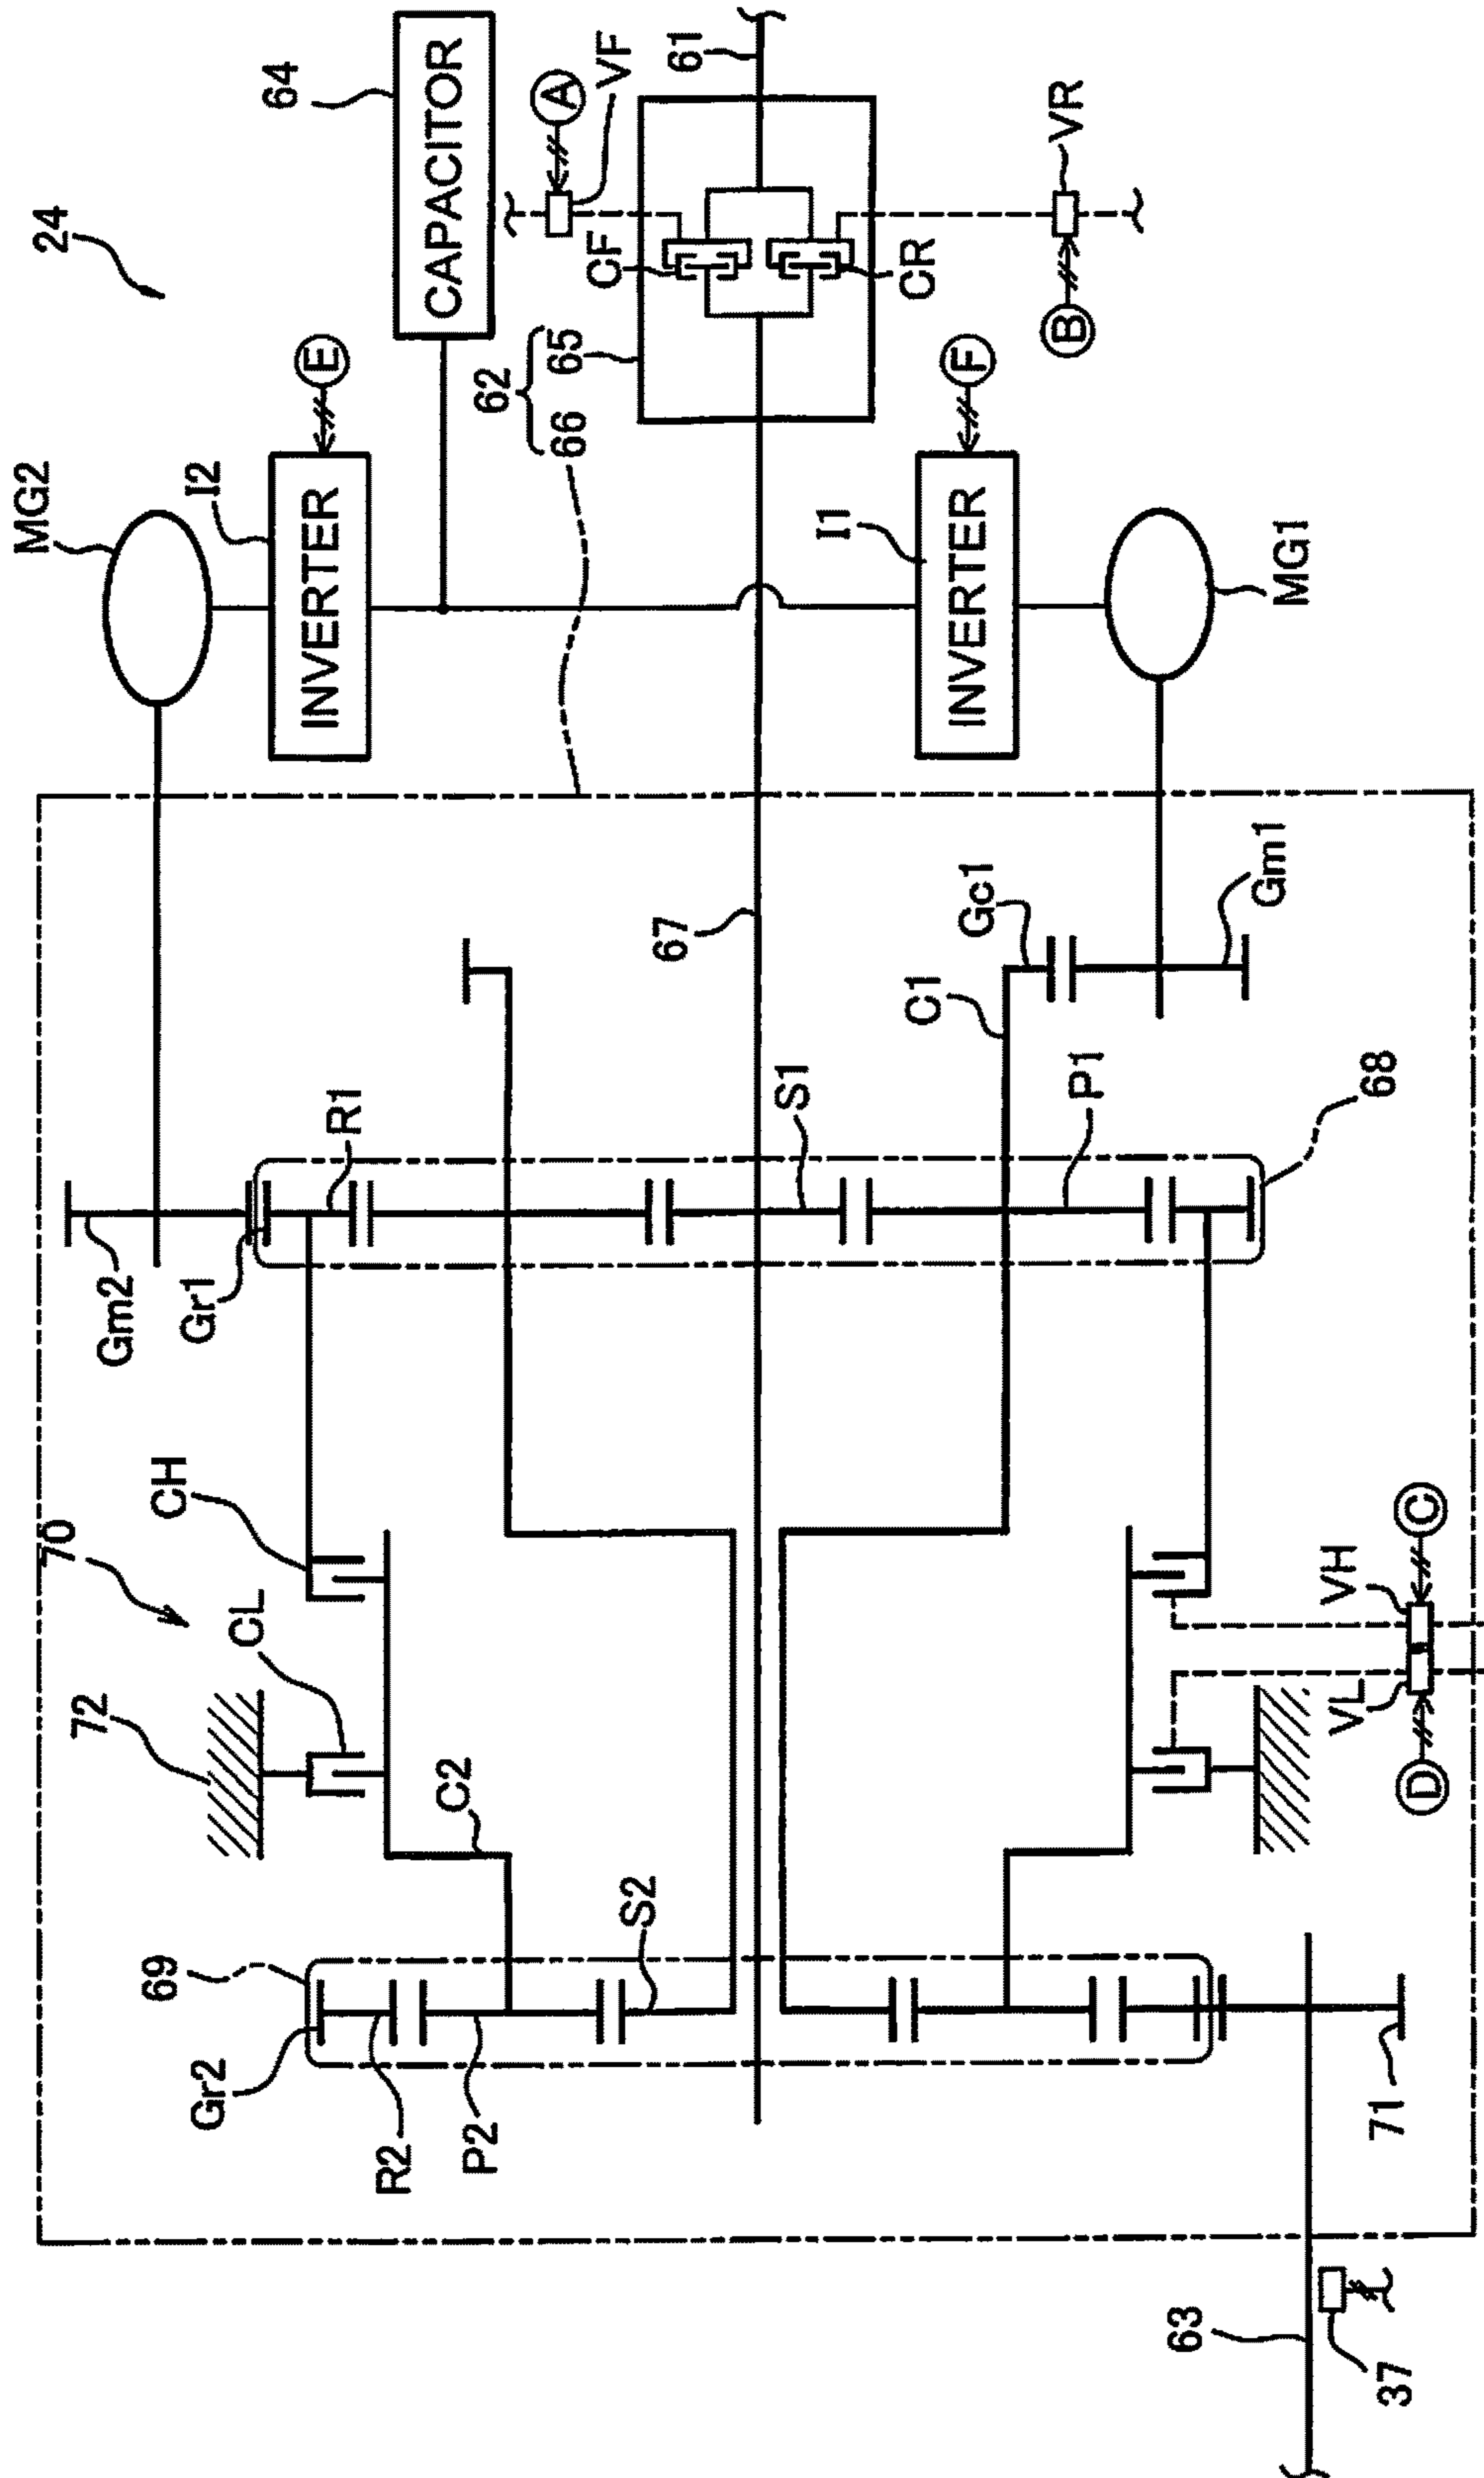 24
64
CAPACITOR
A
VF
61
VR
B
CF
CR
62
65
66
E
F
MG2
I2
INVERTER
I1
INVERTER
MG1
67
Gc1
Gm1
C1
R1
S1
P1
68
Gm2
Gr1
70
CH
CL
72
C2
VH
C
VL
D
69
S2
Gr2
R2
P2
71
63
37